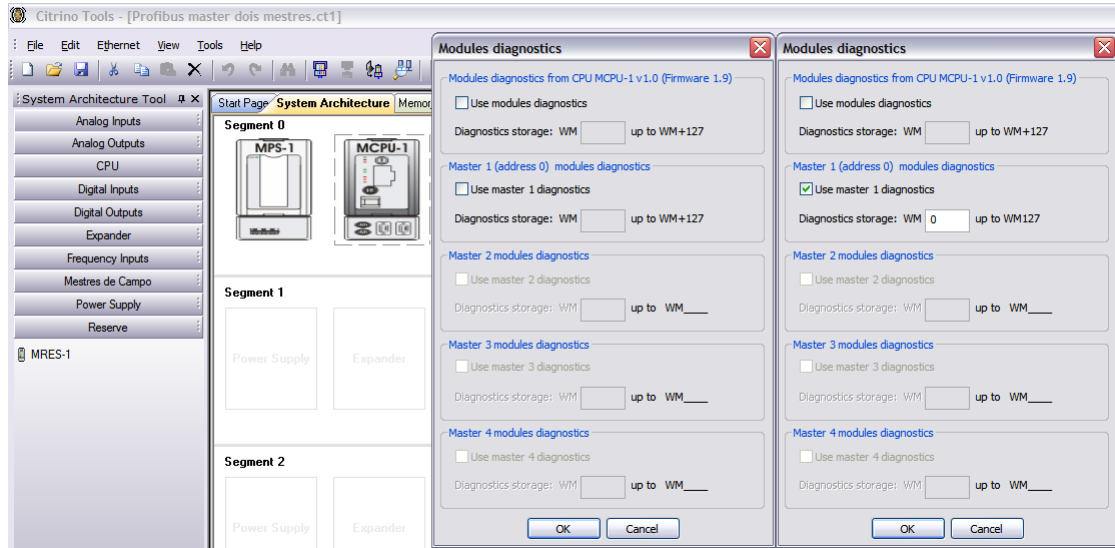 Citrino Tools - [Profibus master dois mestres.ct1]
File Edit Ethernet View Tools Help
System Architecture Tool
Analog Inputs
Analog Outputs
CPU
Digital Inputs
Digital Outputs
Expander
Frequency Inputs
Mestres de Campo
Power Supply
Reserve
MRES-1
Start Page System Architecture Memor
Segment 0
MPS-1 MCPU-1
Segment 1
Power Supply Expander
Segment 2
Power Supply Expander
Modules diagnostics
Modules diagnostics from CPU MCPU-1 v1.0 (Firmware 1.9)
Use modules diagnostics
Diagnostics storage: WM up to WM+127
Master 1 (address 0) modules diagnostics
Use master 1 diagnostics
Diagnostics storage: WM up to WM+127
Master 2 modules diagnostics
Use master 2 diagnostics
Diagnostics storage: WM up to WM____
Master 3 modules diagnostics
Use master 3 diagnostics
Diagnostics storage: WM up to WM____
Master 4 modules diagnostics
Use master 4 diagnostics
Diagnostics storage: WM up to WM____
OK Cancel
Modules diagnostics
Modules diagnostics from CPU MCPU-1 v1.0 (Firmware 1.9)
Use modules diagnostics
Diagnostics storage: WM up to WM+127
Master 1 (address 0) modules diagnostics
Use master 1 diagnostics
Diagnostics storage: WM 0 up to WM127
Master 2 modules diagnostics
Use master 2 diagnostics
Diagnostics storage: WM up to WM____
Master 3 modules diagnostics
Use master 3 diagnostics
Diagnostics storage: WM up to WM____
Master 4 modules diagnostics
Use master 4 diagnostics
Diagnostics storage: WM up to WM____
OK Cancel